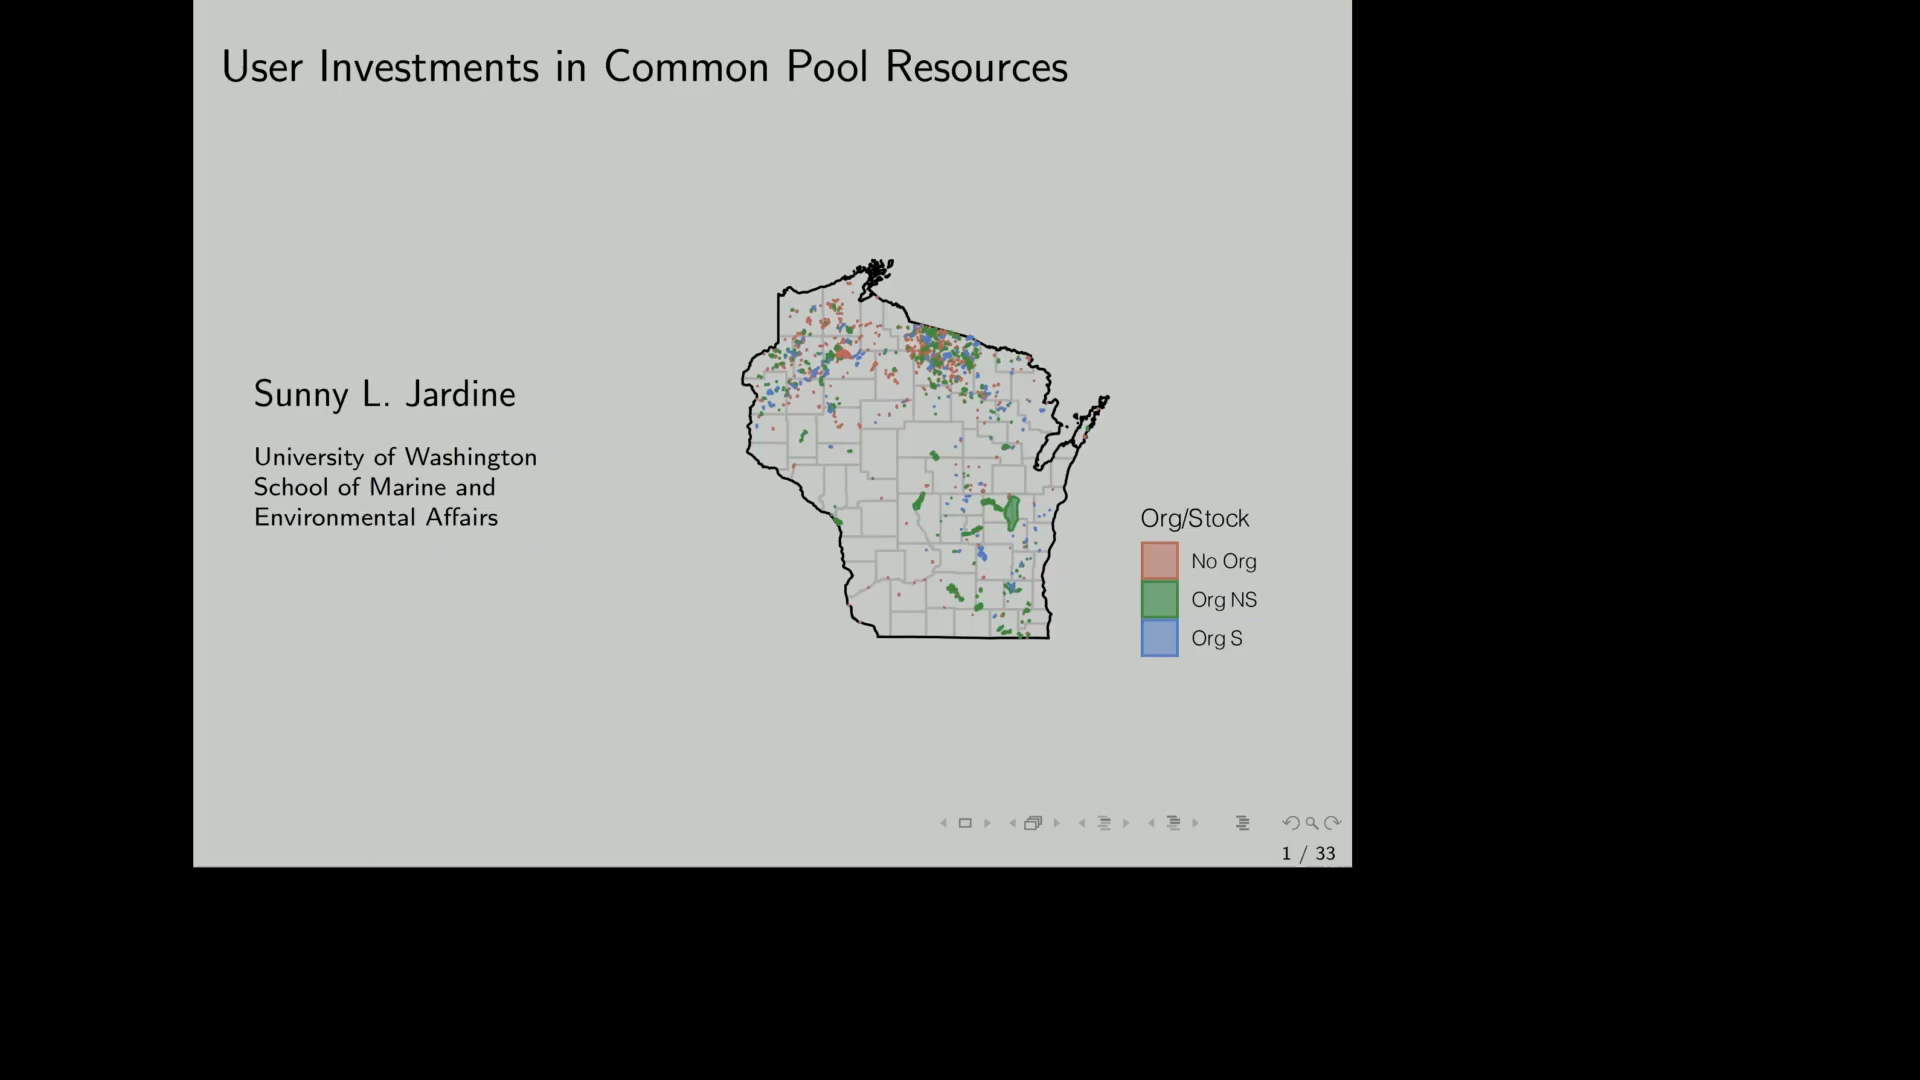 User Investments in Common Pool Resources
Sunny L. Jardine
University of Washington
School of Marine and
Environmental Affairs
Org/Stock
No Org
Org NS
Org S
1 / 33